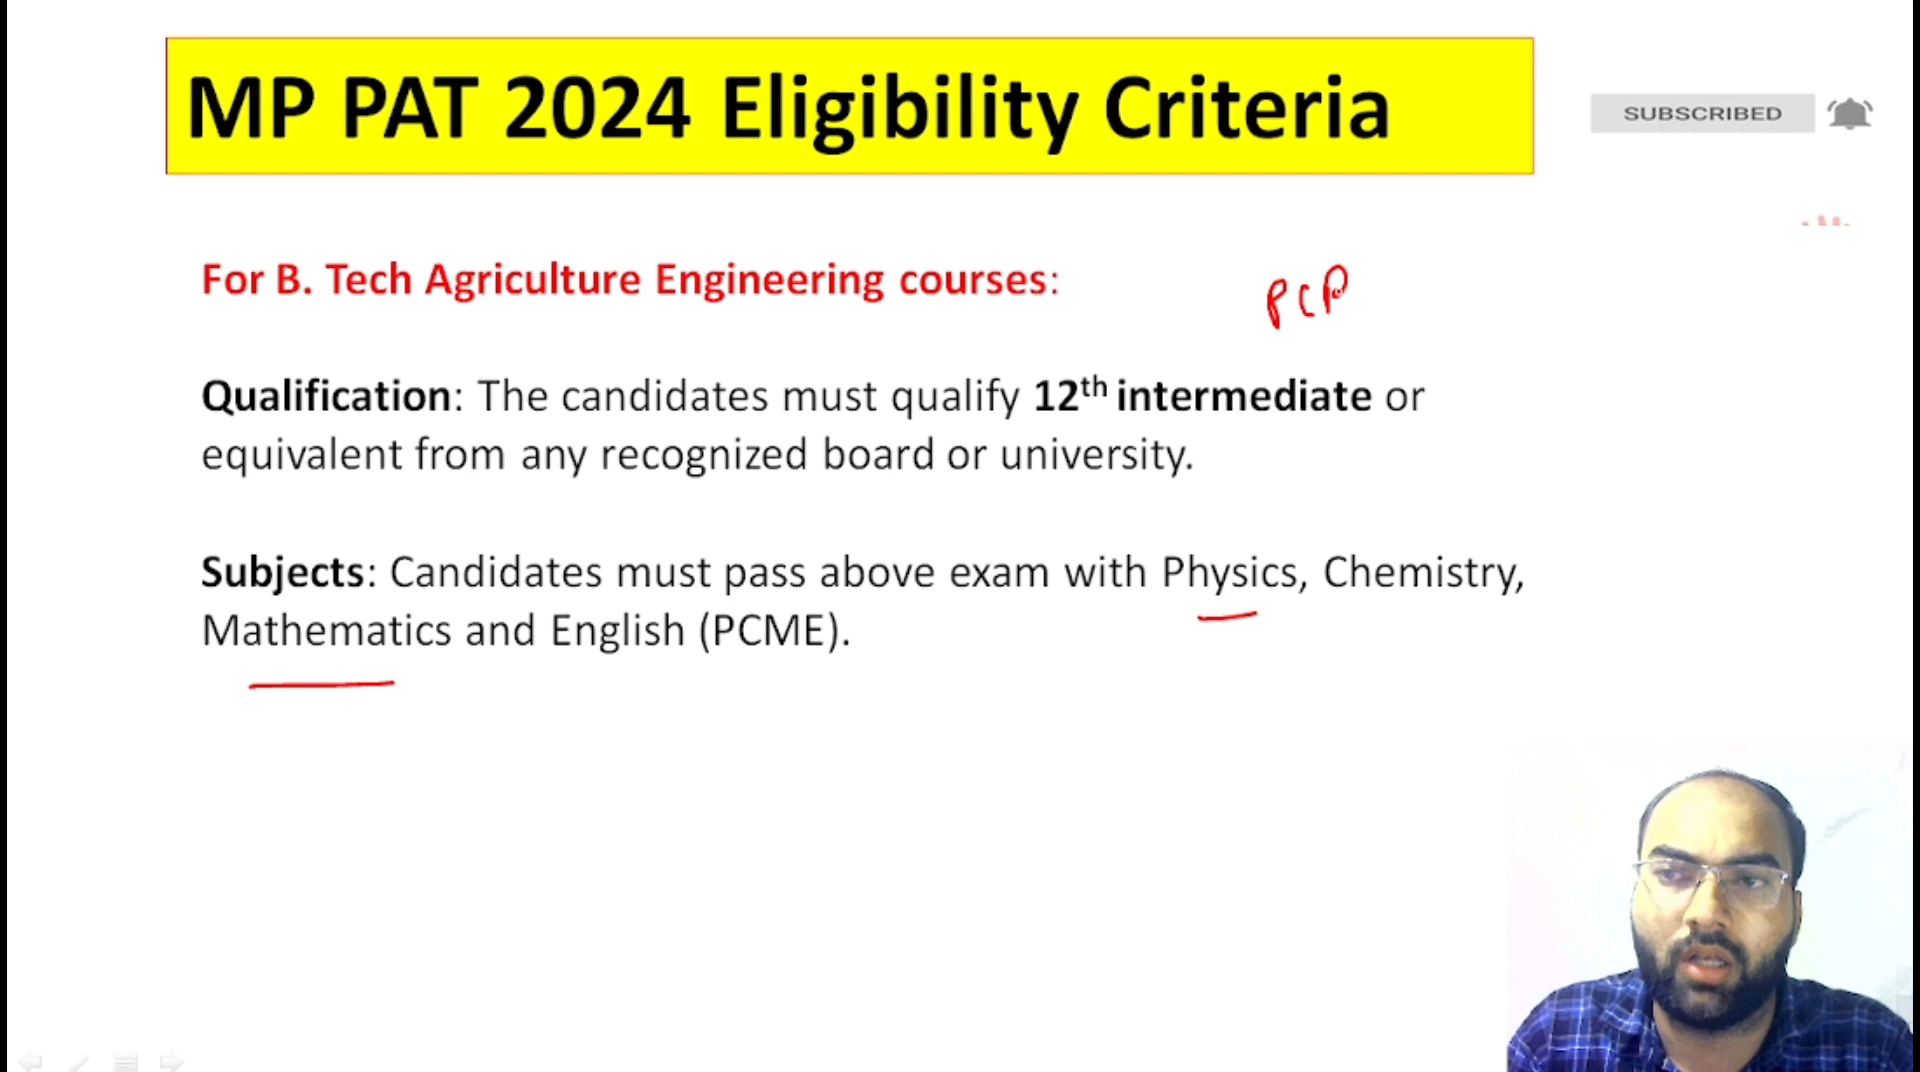 MP PAT 2024 Eligibility Criteria
SUBSCRIBED
For B. Tech Agriculture Engineering courses:
Qualification: The candidates must qualify 12th intermediate or
equivalent from any recognized board or university.
Subjects: Candidates must pass above exam with Physics, Chemistry,
Mathematics and English (PCME).